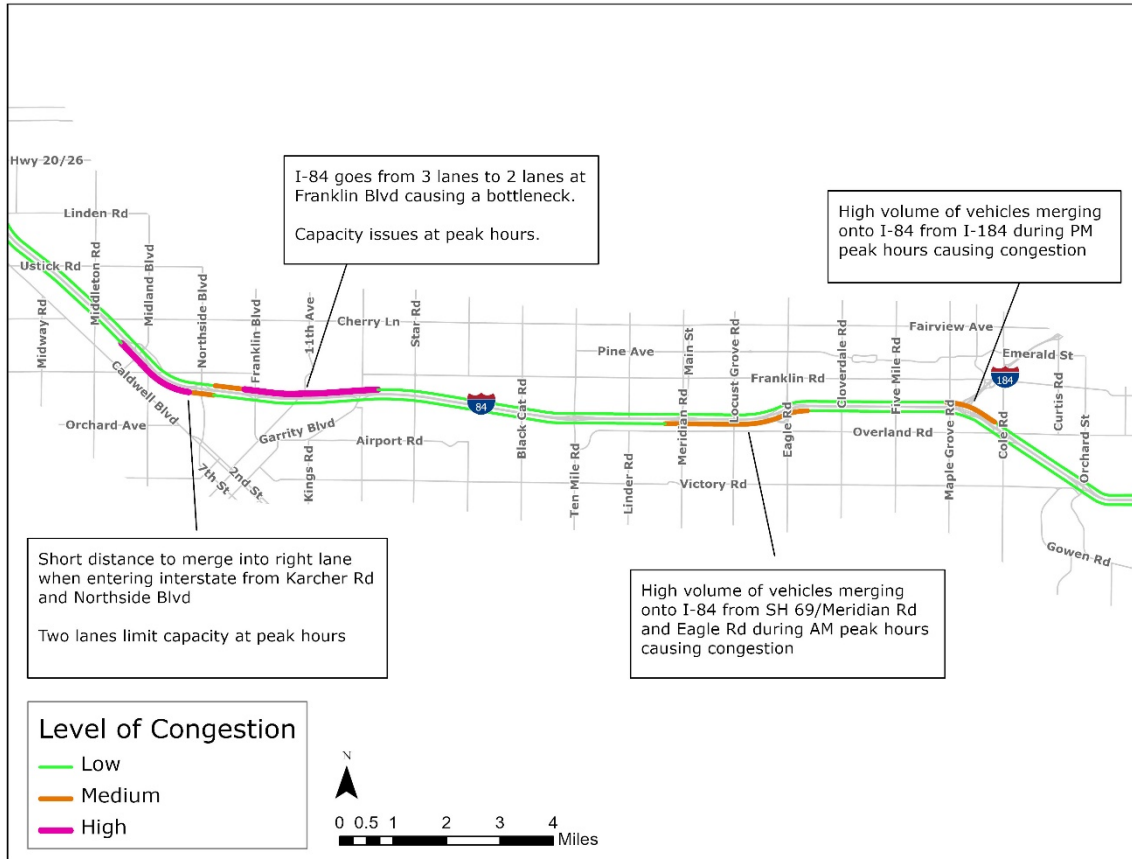 Hwy 20/26
Linden Rd
Ustick Rd
Midway Rd
Middleton Rd
Midland Blvd
Northside Blvd
Franklin Blvd
11th Ave
Star Rd
Cherry Ln
Caldwell Blvd
Orchard Ave
7th St
2nd St
Garrity Blvd
Kings Rd
Airport Rd
84
Black Cat Rd
Ten Mile Rd
Linder Rd
Pine Ave
Meridian Rd
Main St
Locust Grove Rd
Franklin Rd
Eagle Rd
Victory Rd
Cloverdale Rd
Five Mile Rd
Overland Rd
Fairview Ave
Maple Grove Rd
Emerald St
184
Cole Rd
Curtis Rd
Orchard St
Gowen Rd
I-84 goes from 3 lanes to 2 lanes at
Franklin Blvd causing a bottleneck.
Capacity issues at peak hours.
High volume of vehicles merging
onto I-84 from I-184 during PM
peak hours causing congestion
Short distance to merge into right lane
when entering interstate from Karcher Rd
and Northside Blvd
Two lanes limit capacity at peak hours
High volume of vehicles merging
onto I-84 from SH 69/Meridian Rd
and Eagle Rd during AM peak hours
causing congestion
Level of Congestion
Low
Medium
High
N
0 0.5 1 2 3 4
Miles